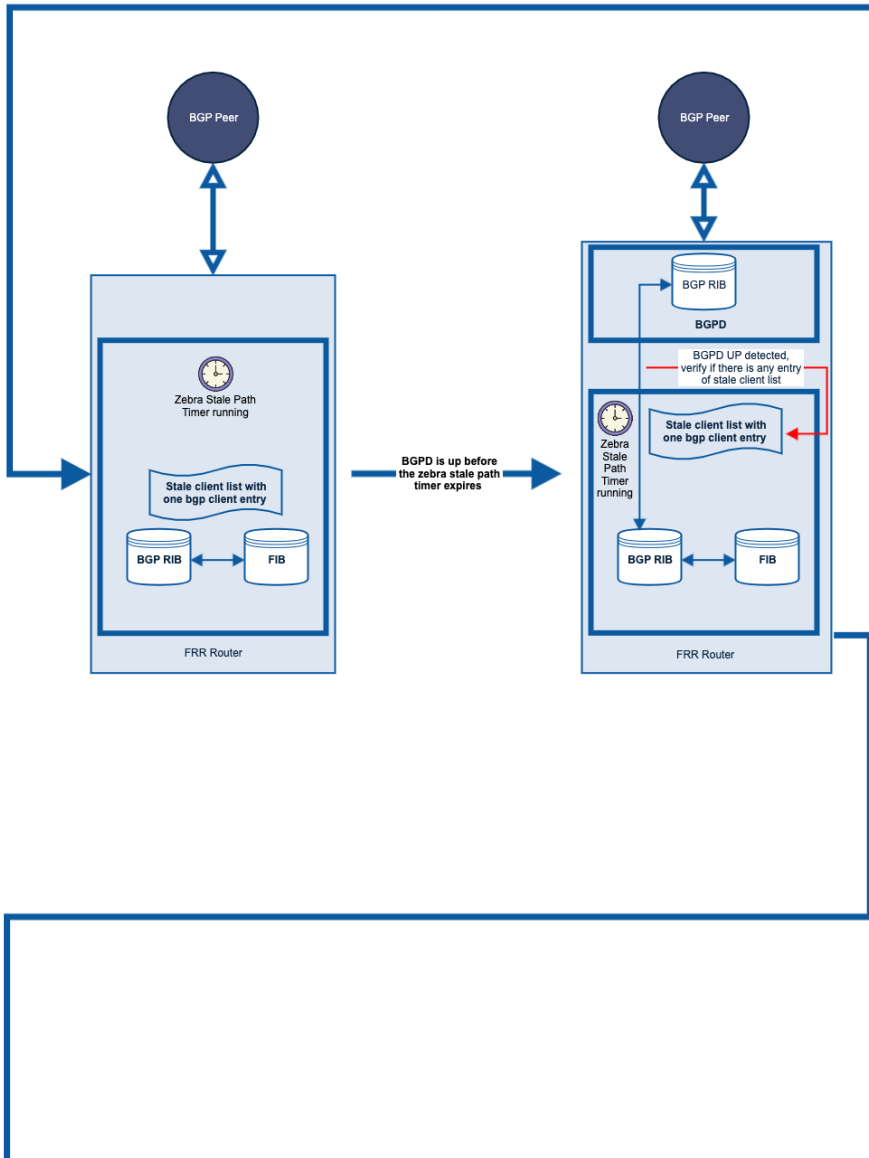 BGP Peer
Zebra Stale Path
Timer running
Stale client list with
one bgp client entry
BGP RIB
FIB
FRR Router
BGPD is up before
the zebra stale path
timer expires
BGP Peer
BGP RIB
BGPD
BGPD UP detected,
verify if there is any entry
of stale client list
Zebra
Stale
Path
Timer
running
Stale client list with
one bgp client entry
BGP RIB
FIB
FRR Router